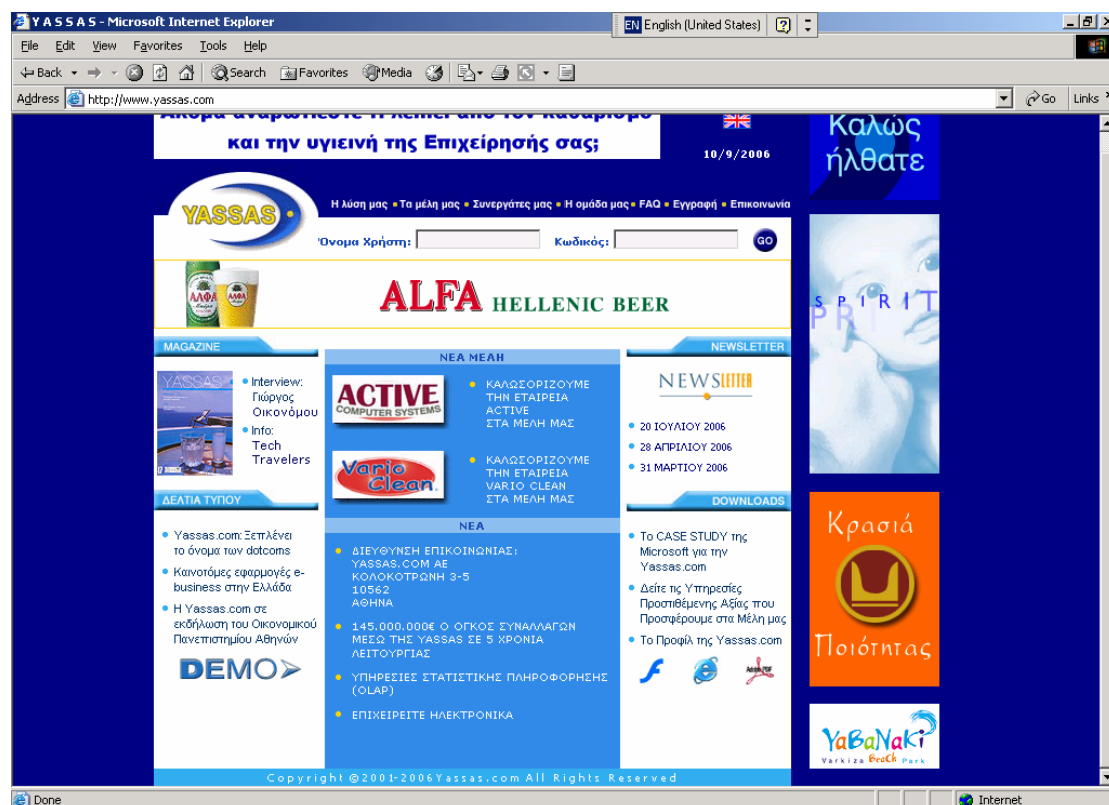 Y A S S A S - Microsoft Internet Explorer
EN English (United States)
File Edit View Favorites Tools Help
Back Search Favorites Media
Address http://www.yassas.com Go Links
και την υγιεινή της Επιχείρησής σας;
10/9/2006
Καλώς
ήλθατε
YASSAS
Η λύση μας • Τα μέλη μας • Συνεργάτες μας • Η ομάδα μας • FAQ • Εγγραφή • Επικοινωνία
Όνομα Χρήστη: Κωδικός: GO
ΑΛΦΑ ΑΛΦΑ
ALFA HELLENIC BEER
SPIRIT
MAGAZINE
YASSAS
• Interview:
Γιώργος
Οικονόμου
• Info:
Tech
Travelers
ΔΕΛΤΙΑ ΤΥΠΟΥ
• Yassas.com: Ξεπλένει
το όνομα των dotcoms
• Καινοτόμες εφαρμογές e-
business στην Ελλάδα
• Η Yassas.com σε
εκδήλωση του Οικονομικού
Πανεπιστημίου Αθηνών
DEMO
ΝΕΑ ΜΕΛΗ
ACTIVE
COMPUTER SYSTEMS
• ΚΑΛΩΣΟΡΙΖΟΥΜΕ
ΤΗΝ ΕΤΑΙΡΕΙΑ
ACTIVE
ΣΤΑ ΜΕΛΗ ΜΑΣ
Vario
Clean
• ΚΑΛΩΣΟΡΙΖΟΥΜΕ
ΤΗΝ ΕΤΑΙΡΕΙΑ
VARIO CLEAN
ΣΤΑ ΜΕΛΗ ΜΑΣ
ΝΕΑ
• ΔΙΕΥΘΥΝΣΗ ΕΠΙΚΟΙΝΩΝΙΑΣ:
YASSAS.COM AE
ΚΟΛΟΚΟΤΡΩΝΗ 3-5
10562
ΑΘΗΝΑ
• 145.000.000€ Ο ΟΓΚΟΣ ΣΥΝΑΛΛΑΓΩΝ
ΜΕΣΩ ΤΗΣ YASSAS ΣΕ 5 ΧΡΟΝΙΑ
ΛΕΙΤΟΥΡΓΙΑΣ
• ΥΠΗΡΕΣΙΕΣ ΣΤΑΤΙΣΤΙΚΗΣ ΠΛΗΡΟΦΟΡΗΣΗΣ
(OLAP)
• ΕΠΙΧΕΙΡΕΙΤΕ ΗΛΕΚΤΡΟΝΙΚΑ
NEWSLETTER
NEWSLETTER
• 20 ΙΟΥΛΙΟΥ 2006
• 28 ΑΠΡΙΛΙΟΥ 2006
• 31 ΜΑΡΤΙΟΥ 2006
DOWNLOADS
• Το CASE STUDY της
Microsoft για την
Yassas.com
• Δείτε τις Υπηρεσίες
Προστιθέμενης Αξίας που
Προσφέρουμε στα Μέλη μας
• Το Προφίλ της Yassas.com
Adobe PDF
Κρασιά
Ποιότητας
YaBaNaKi
Varkiza Beach Park
Copyright ©2001-2006 Yassas.com All Rights Reserved
Done Internet